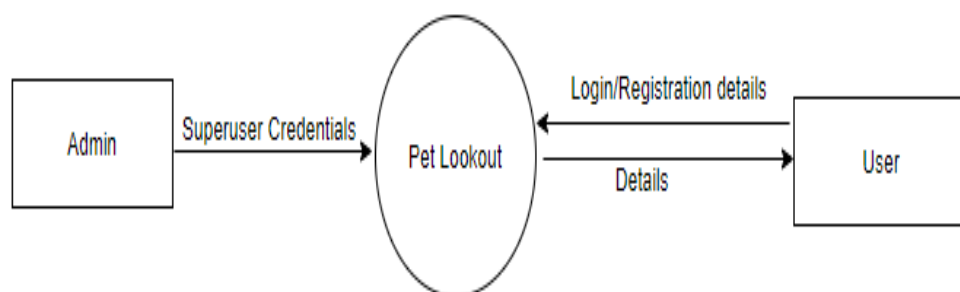 Login/Registration details
Superuser Credentials
Admin
Pet Lookout
User
Details